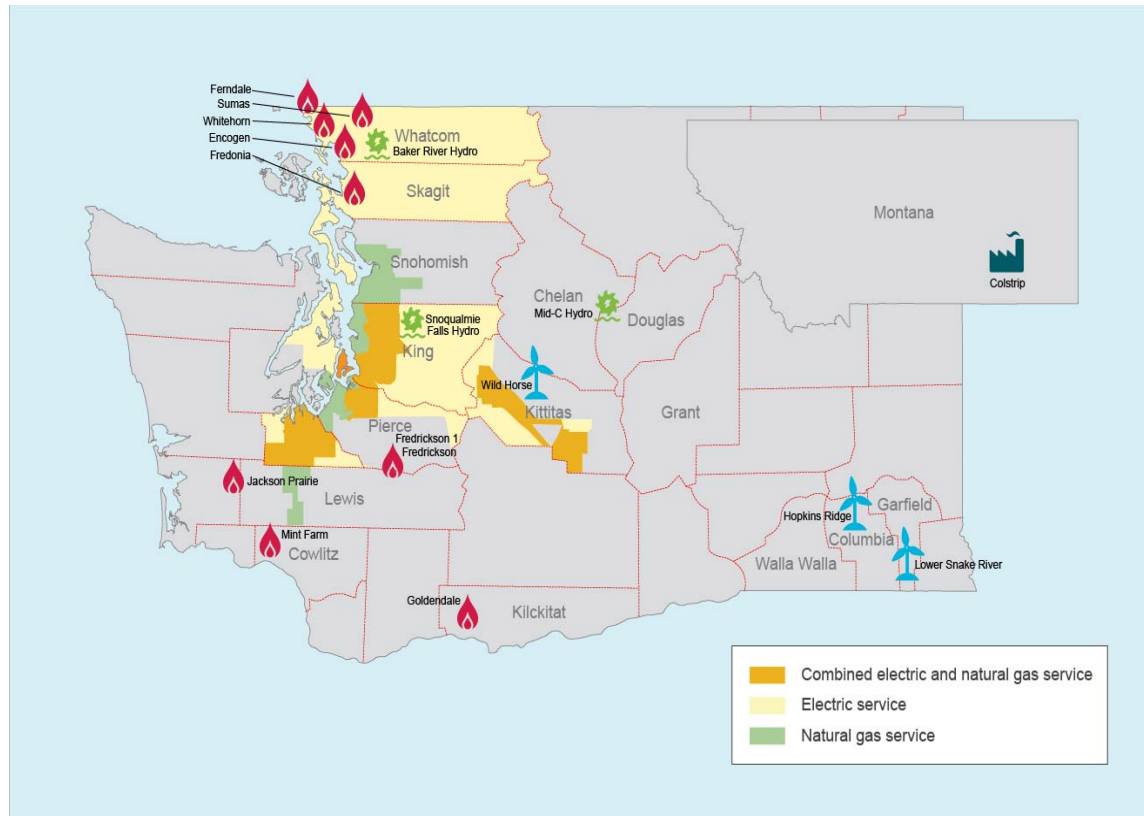 Ferndale
Sumas
Whitehorn
Encogen
Fredonia
Whatcom
Baker River Hydro
Skagit
Montana
Colstrip
Snohomish
Chelan
Mid-C Hydro
Douglas
Snoqualmie
Falls Hydro
King
Wild Horse
Kittitas
Grant
Pierce
Fredrickson 1
Fredrickson
Jackson Prairie
Lewis
Mint Farm
Cowlitz
Hopkins Ridge
Garfield
Columbia
Walla Walla
Lower Snake River
Goldendale
Kilckitat
Combined electric and natural gas service
Electric service
Natural gas service